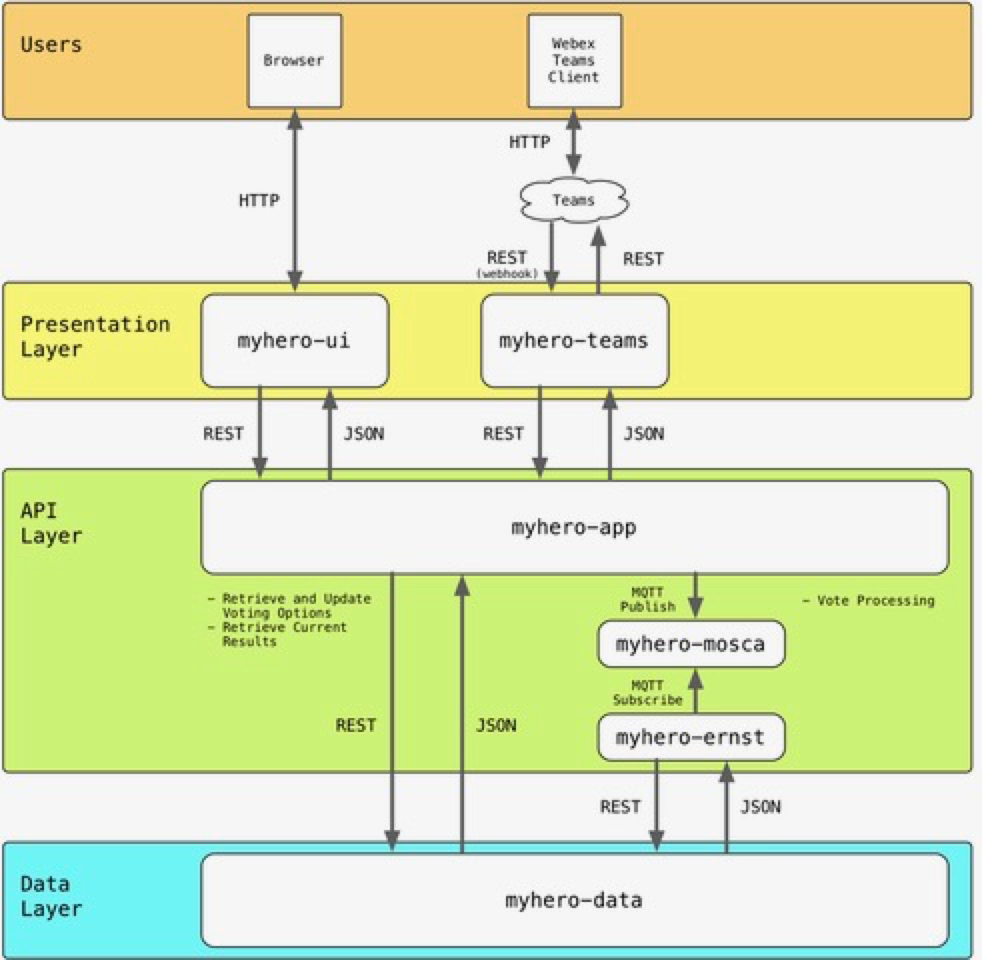 Users
Browser
Webex
Teams
Client
HTTP
HTTP
Teams
REST
(webhook)
REST
Presentation
Layer
myhero-ui
myhero-teams
REST
JSON
REST
JSON
API
Layer
myhero-app
- Retrieve and Update
Voting Options
- Retrieve Current
Results
MQTT
Publish
- Vote Processing
myhero-mosca
MQTT
Subscribe
REST
JSON
myhero-ernst
REST
JSON
Data
Layer
myhero-data